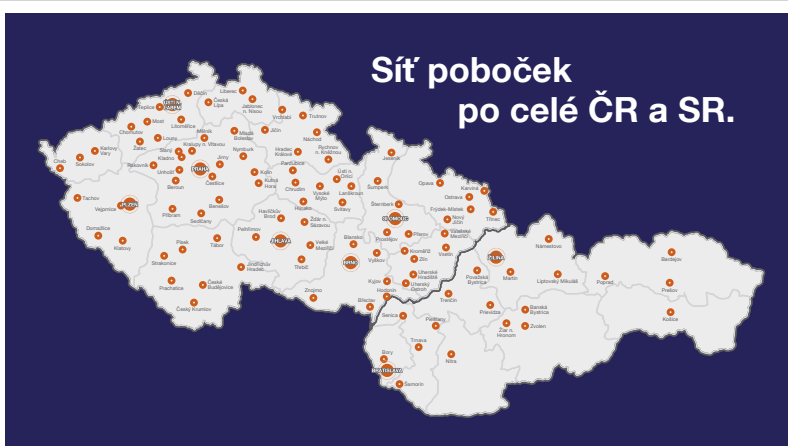 Síť poboček
po celé ČR a SR.
Liberec
Děčín
Teplice
ÚSTÍ N.
LABEM
Česká
Lípa
Jablonec
n. Nisou
Vrchlabí
Trutnov
Most
Litoměřice
Chomutov
Louny
Mělník
Mladá
Boleslav
Jičín
Náchod
Žatec
Slaný
Kralupy n. Vltavou
Karlovy
Vary
Kladno
Nymburk
Hradec
Králové
Rychnov
n. Kněžnou
Jeseník
Cheb
Sokolov
Rakovník
Unhošť
PRAHA
Jirny
Kolín
Pardubice
Ústí n.
Orlicí
Opava
Karviná
Beroun
Čestlice
Kutná
Hora
Chrudim
Vysoké
Mýto
Lanškroun
Šumperk
Ostrava
Tachov
Vejprnice
PLZEŇ
Benešov
Hlinsko
Svitavy
Šternberk
Frýdek-Místek
Příbram
Sedlčany
Havlíčkův
Brod
Žďár n.
Sázavou
OLOMOUC
Nový
Jičín
Třinec
Domažlice
Klatovy
Písek
Tábor
Pelhřimov
JIHLAVA
Velké
Meziříčí
Blansko
Prostějov
Přerov
Valašské
Meziříčí
Námestovo
Strakonice
Kroměříž
Vsetín
ŽILINA
Bardejov
Jindřichův
Hradec
Třebíč
BRNO
Vyškov
Zlín
Prachatice
Česká
Budějovice
Uherské
Hradiště
Považská
Bystrica
Martin
Liptovský Mikuláš
Poprad
Prešov
Kyjov
Uherský
Ostroh
Znojmo
Hodonín
Trenčín
Český Krumlov
Břeclav
Senica
Prievidza
Banská
Bystrica
Košice
Piešťany
Žiar n.
Hronom
Zvolen
Trnava
Bory
Nitra
BRATISLAVA
Šamorín